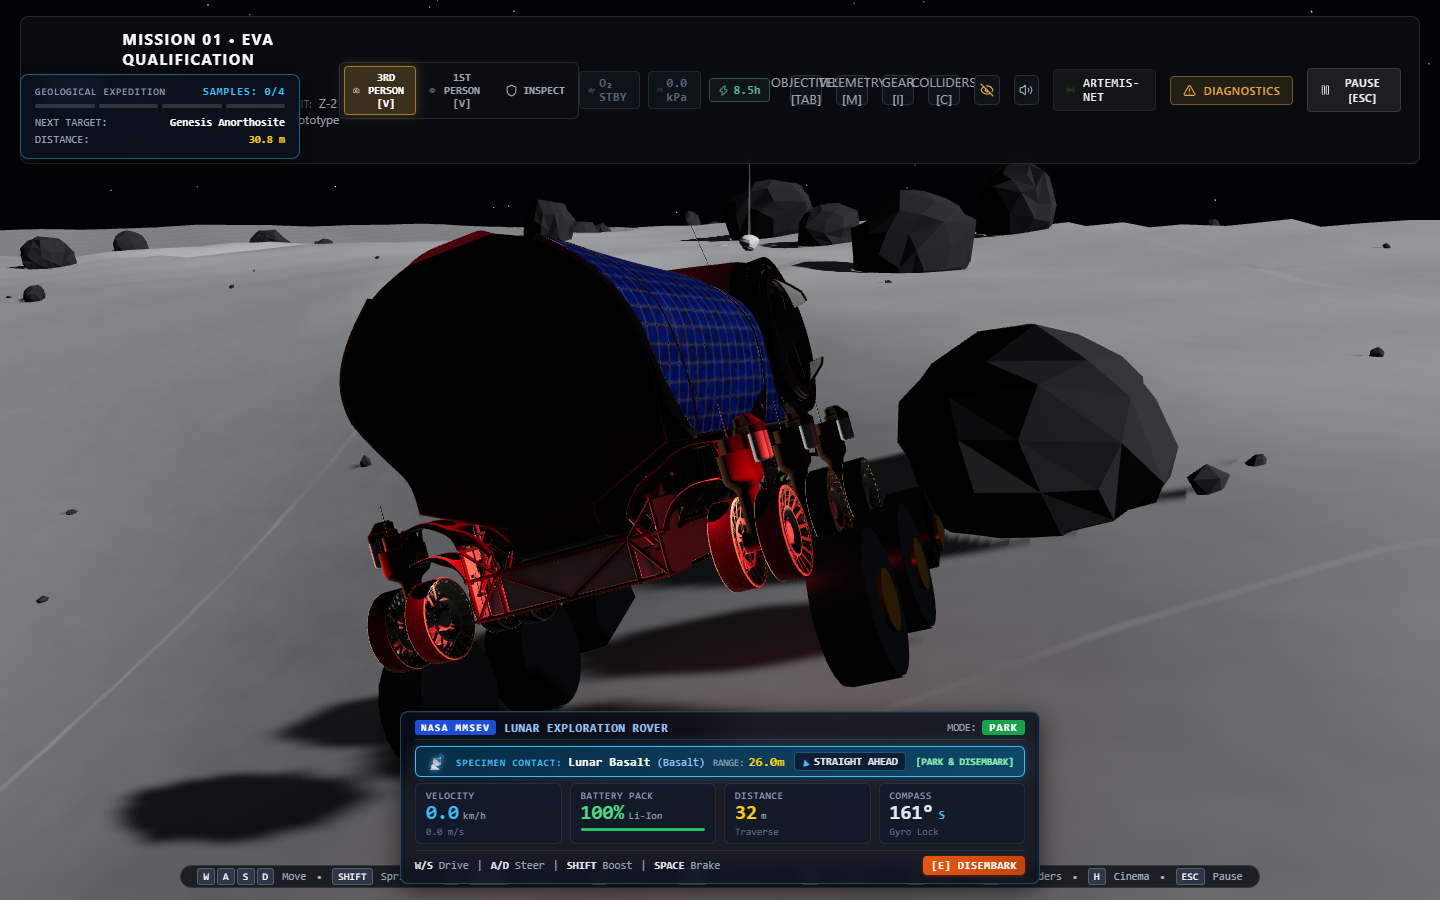 MISSION 01 • EVA
QUALIFICATION
GEOLOGICAL EXPEDITION SAMPLES: 0/4
NEXT TARGET: Genesis Anorthosite
DISTANCE: 30.8 m
Z-2
ototype
3RD
PERSON
[V]
1ST
PERSON
[V]
INSPECT
O₂
STBY
0.0
kPa
8.5h
OBJECTIVE
[TAB]
[M]
GEAR
[I]
COLLIDERS
[C]
ARTEMIS-
NET
DIAGNOSTICS
PAUSE
[ESC]
NASA MMSEV LUNAR EXPLORATION ROVER MODE: PARK
SPECIMEN CONTACT: Lunar Basalt (Basalt) RANGE: 26.0m STRAIGHT AHEAD [PARK & DISEMBARK]
VELOCITY
0.0 km/h
0.0 m/s
BATTERY PACK
100% Li-Ion
DISTANCE
32 m
Traverse
COMPASS
161° S
Gyro Lock
W/S Drive | A/D Steer | SHIFT Boost | SPACE Brake [E] DISEMBARK
W A S D Move • SHIFT Spr ders • H Cinema • ESC Pause